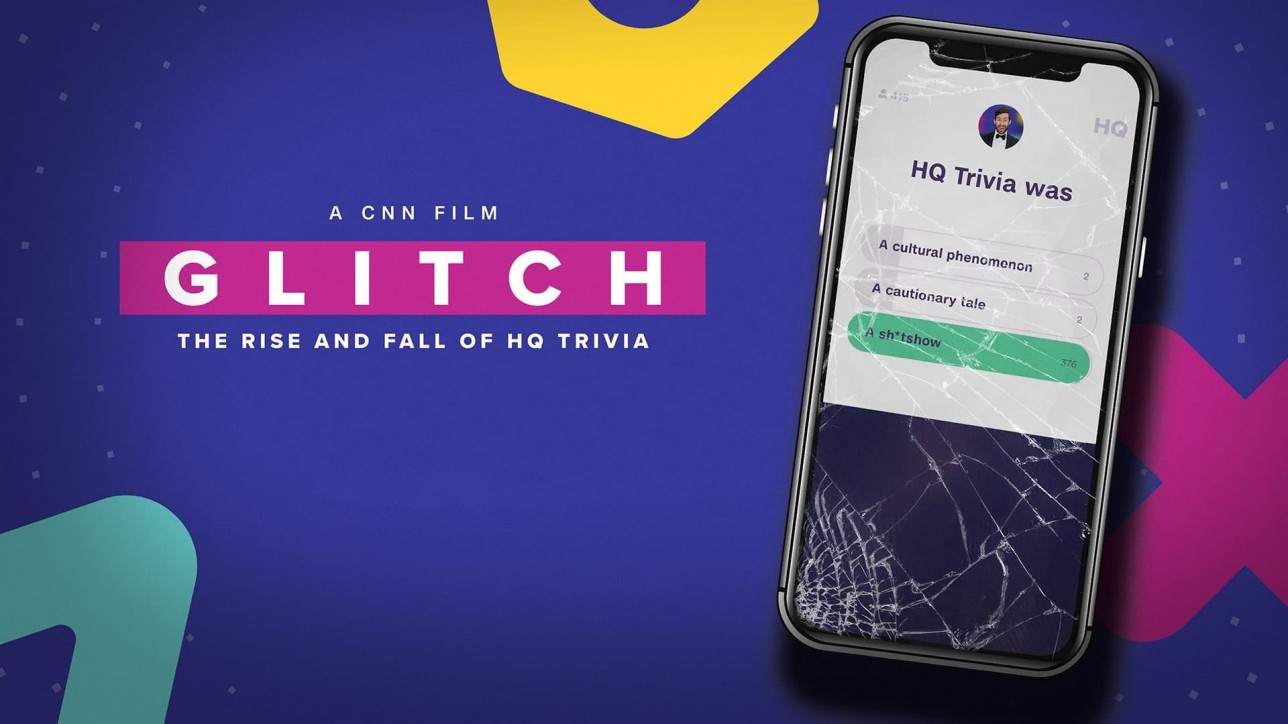 A CNN FILM
GLITCH
THE RISE AND FALL OF HQ TRIVIA
415
HQ
HQ Trivia was
A cultural phenomenon 2
A cautionary tale 2
A sh*tshow 376